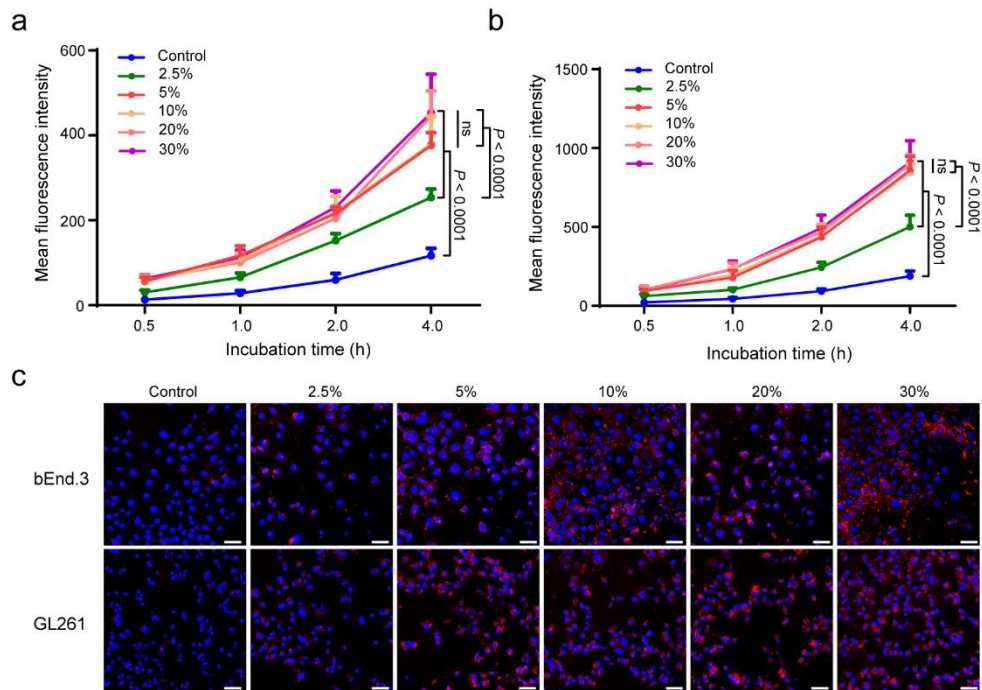 a
600
400
200
0
Mean fluorescence intensity
Control
2.5%
5%
10%
20%
30%
ns
P < 0.0001
P < 0.0001
0.5 1.0 2.0 4.0
Incubation time (h)
b
1500
1000
500
0
Mean fluorescence intensity
Control
2.5%
5%
10%
20%
30%
ns
P < 0.0001
P < 0.0001
0.5 1.0 2.0 4.0
Incubation time (h)
c
Control 2.5% 5% 10% 20% 30%
bEnd.3
GL261